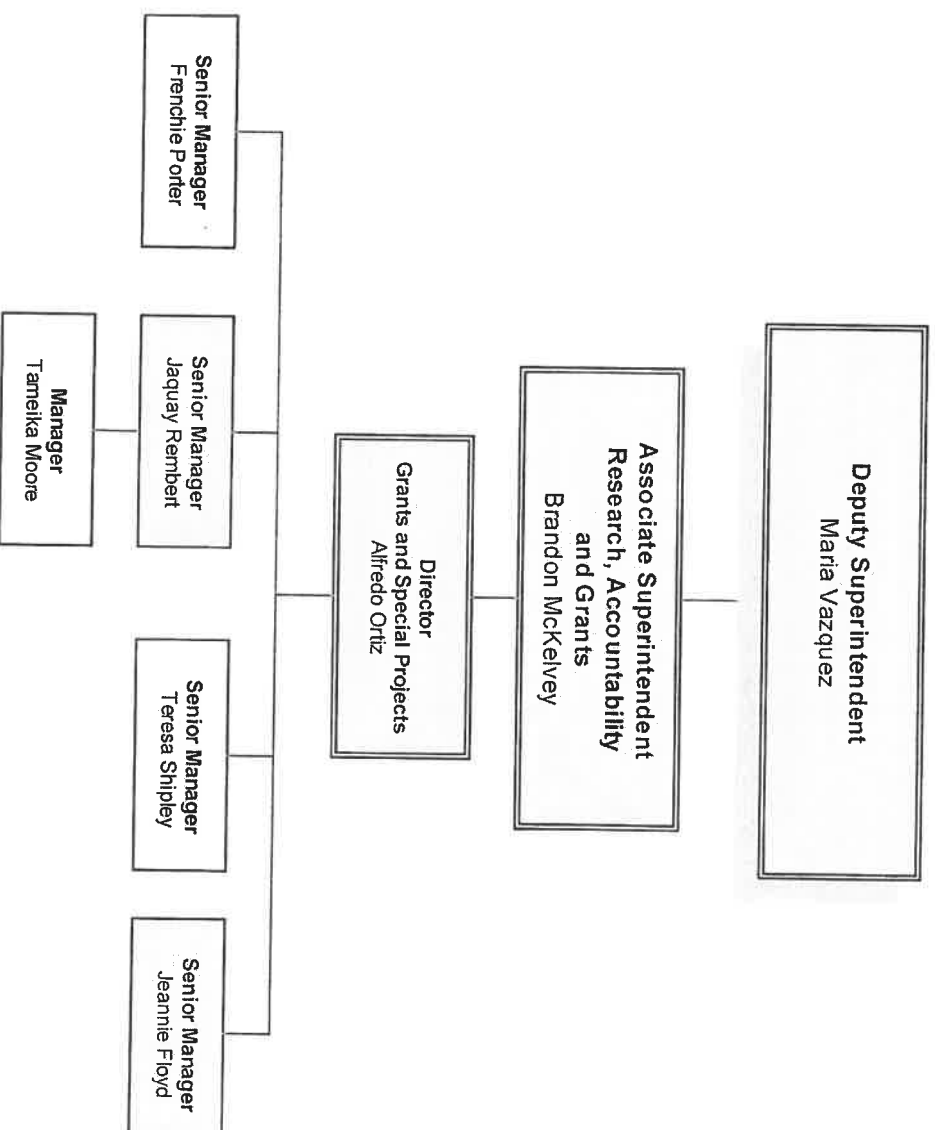 Deputy Superintendent
Maria Vazquez
Associate Superintendent
Research, Accountability
and Grants
Brandon McKelvey
Director
Grants and Special Projects
Alfredo Ortiz
Senior Manager
Frenchie Porter
Senior Manager
Jaquay Rembert
Senior Manager
Teresa Shipley
Senior Manager
Jeannie Floyd
Manager
Tameika Moore